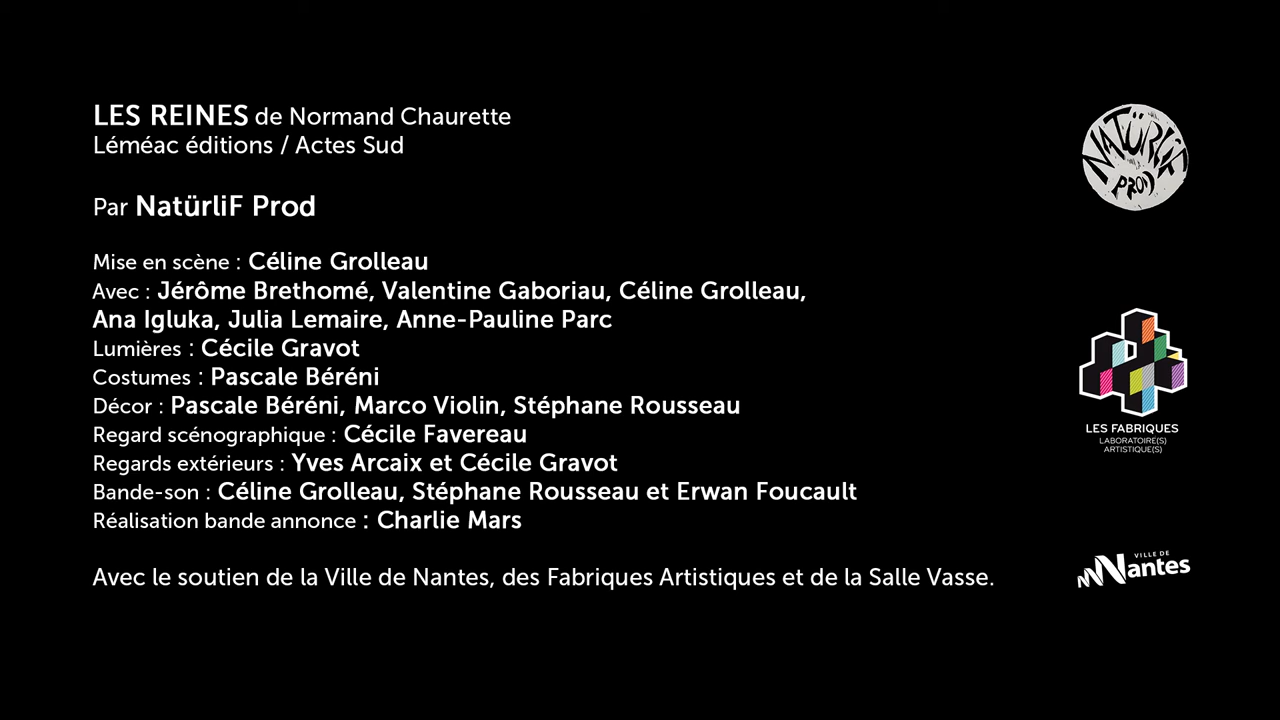 LES REINES de Normand Chaurette
Léméac éditions / Actes Sud
Par NatürliF Prod
Mise en scène : Céline Grolleau
Avec : Jérôme Brethomé, Valentine Gaboriau, Céline Grolleau,
Ana Igluka, Julia Lemaire, Anne-Pauline Parc
Lumières : Cécile Gravot
Costumes : Pascale Béréni
Décor : Pascale Béréni, Marco Violin, Stéphane Rousseau
Regard scénographique : Cécile Favereau
Regards extérieurs : Yves Arcaix et Cécile Gravot
Bande-son : Céline Grolleau, Stéphane Rousseau et Erwan Foucault
Réalisation bande annonce : Charlie Mars
Avec le soutien de la Ville de Nantes, des Fabriques Artistiques et de la Salle Vasse.
NATÜRLIF
PROD
LES FABRIQUES
LABORATOIRE(S)
ARTISTIQUE(S)
VILLE DE
Nantes